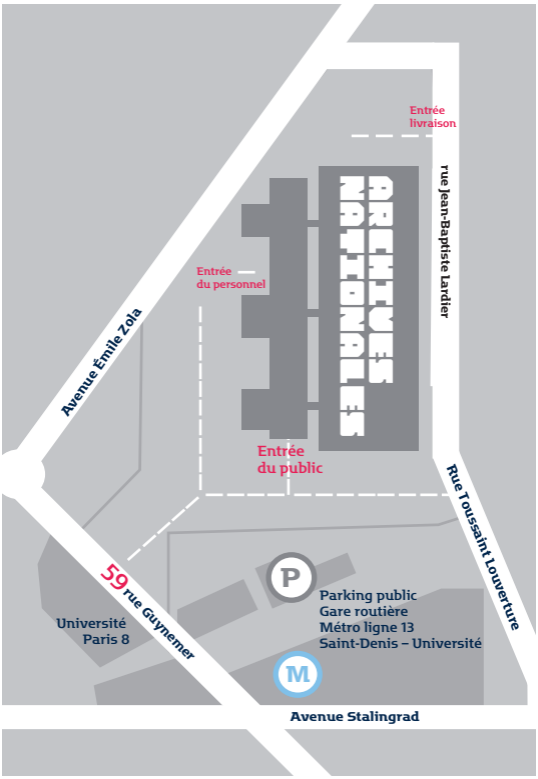 Entrée
livraison
rue Jean-Baptiste Lardier
ARCHIVES
NATIONALES
Entrée
du personnel
Avenue Émile Zola
Entrée
du public
Rue Toussaint Louverture
59 rue Guynemer
P
Parking public
Gare routière
Métro ligne 13
Saint-Denis – Université
Université
Paris 8
M
Avenue Stalingrad